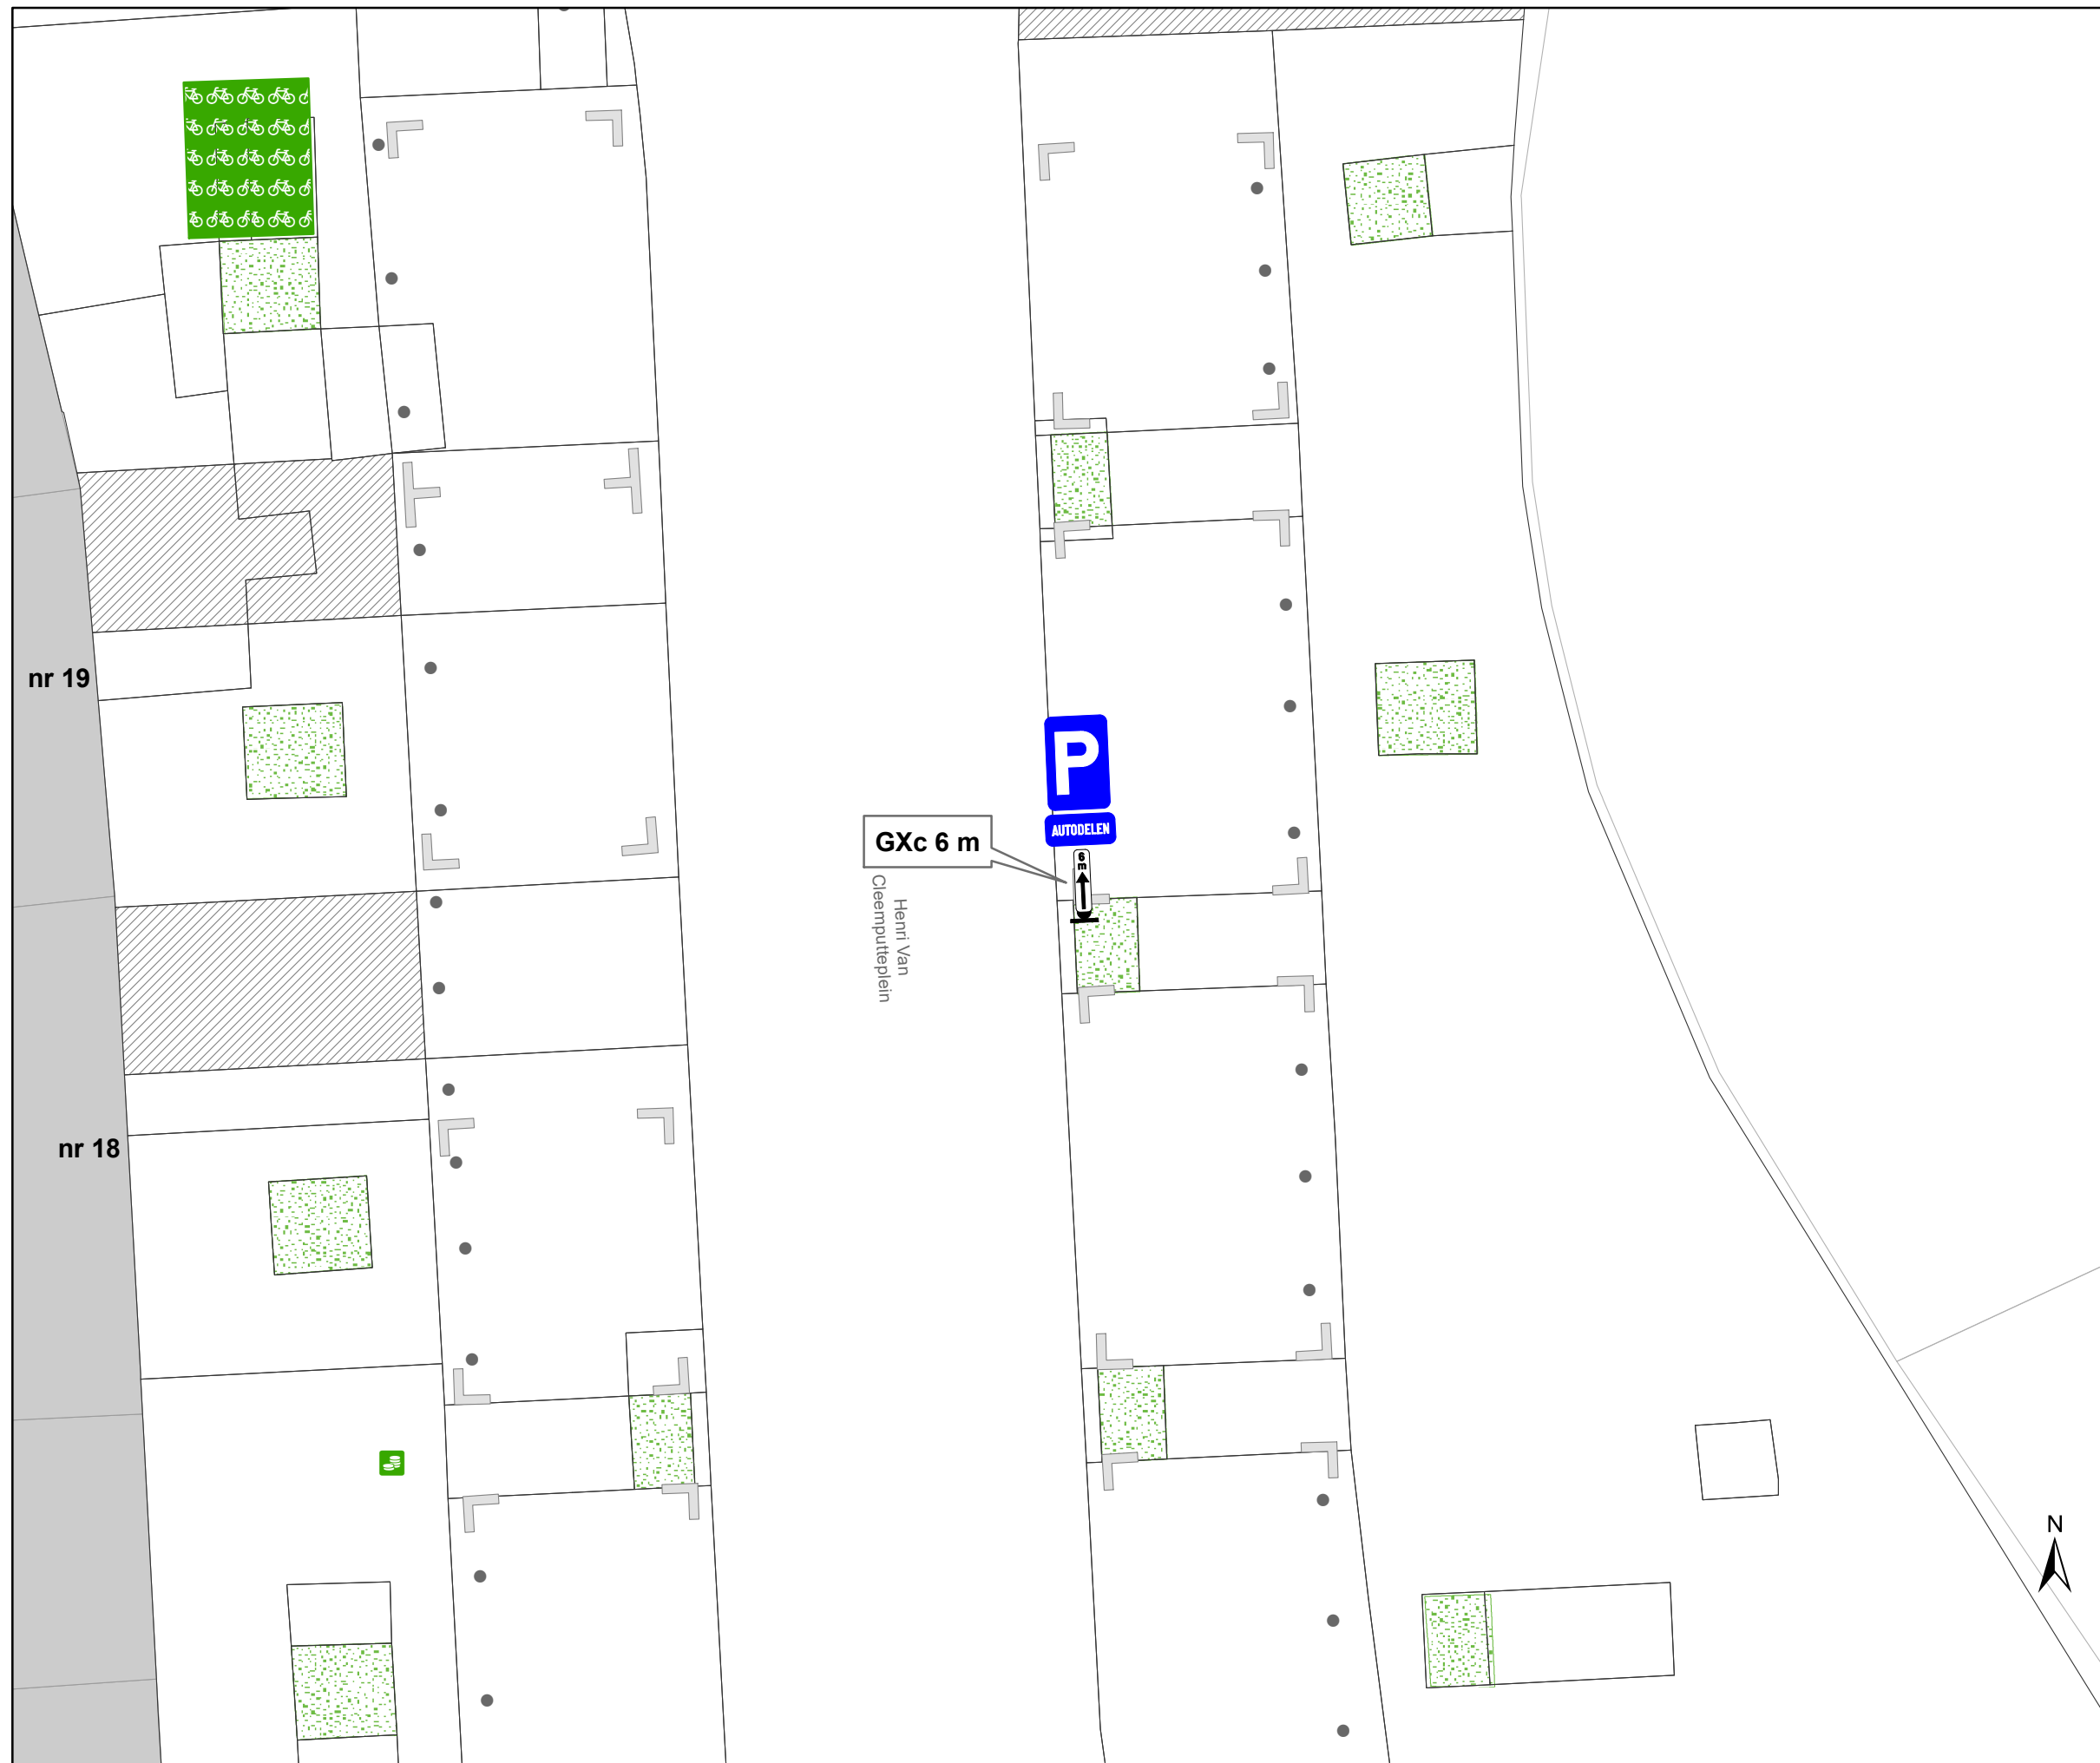 nr 19
P
AUTODELEN
GXc 6 m
6
m
Henri Van
Cleemputteplein
nr 18
N